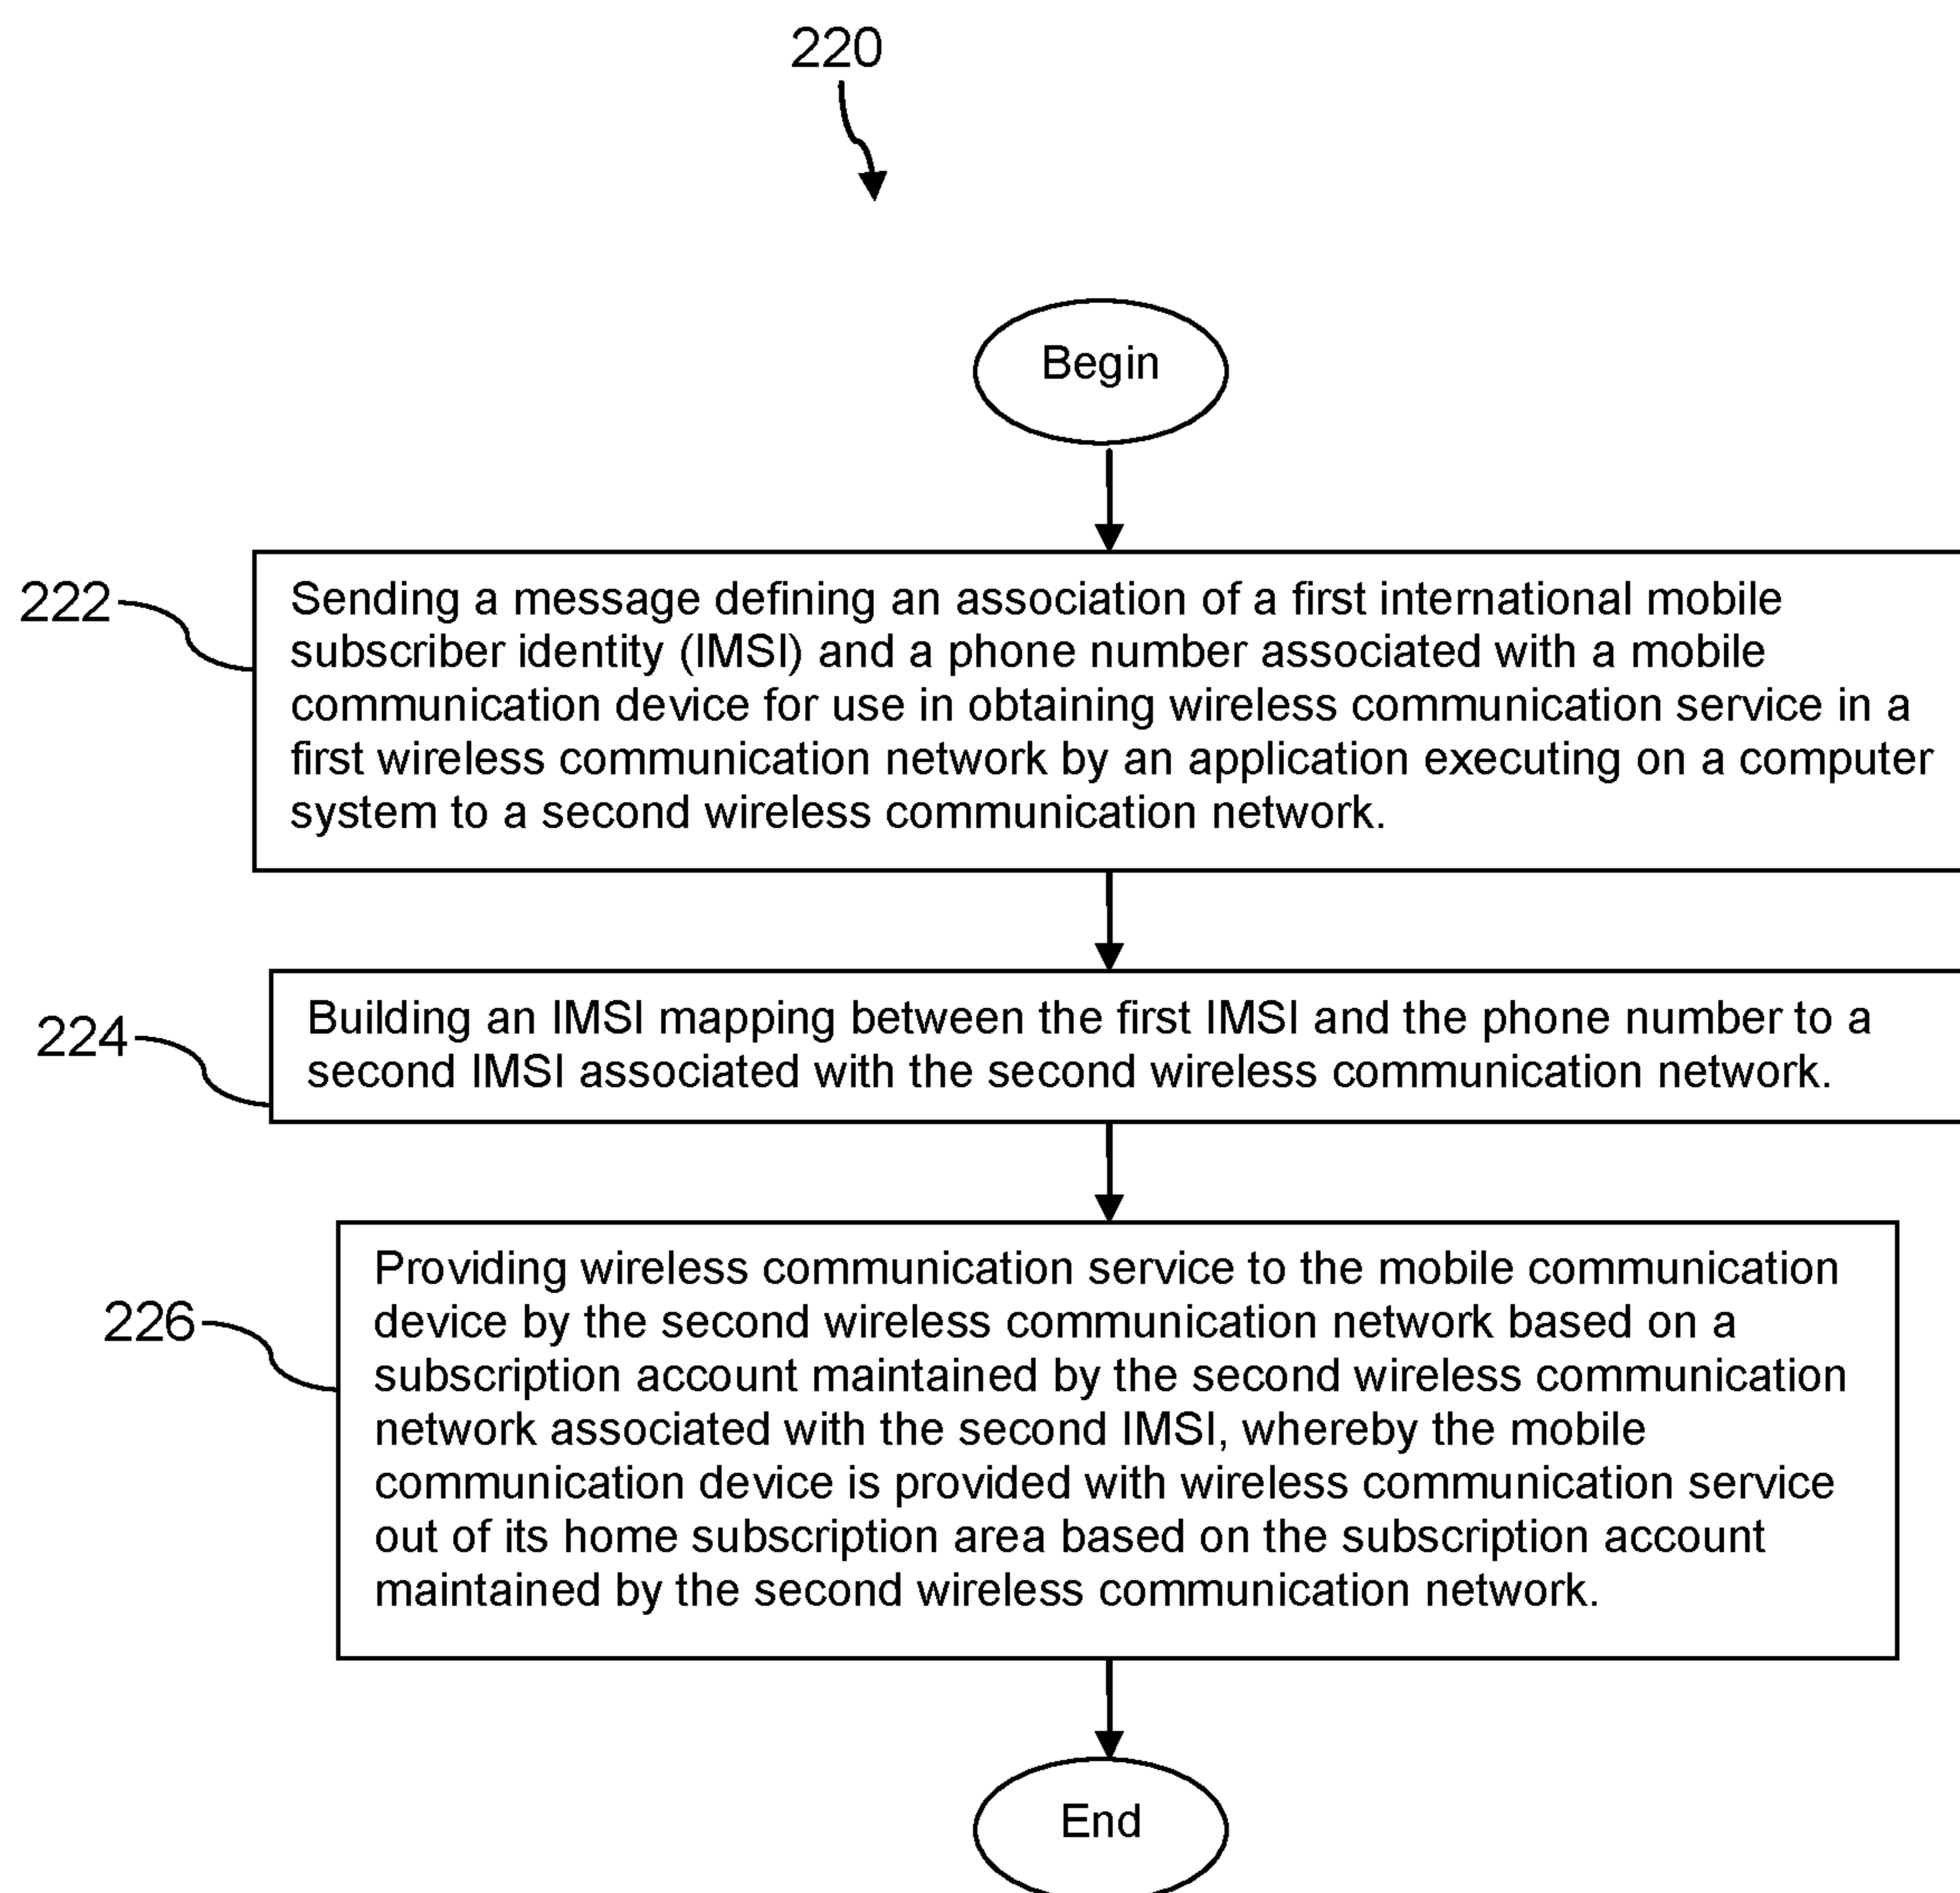 220
Begin
222
Sending a message defining an association of a first international mobile
subscriber identity (IMSI) and a phone number associated with a mobile
communication device for use in obtaining wireless communication service in a
first wireless communication network by an application executing on a computer
system to a second wireless communication network.
224
Building an IMSI mapping between the first IMSI and the phone number to a
second IMSI associated with the second wireless communication network.
226
Providing wireless communication service to the mobile communication
device by the second wireless communication network based on a
subscription account maintained by the second wireless communication
network associated with the second IMSI, whereby the mobile
communication device is provided with wireless communication service
out of its home subscription area based on the subscription account
maintained by the second wireless communication network.
End